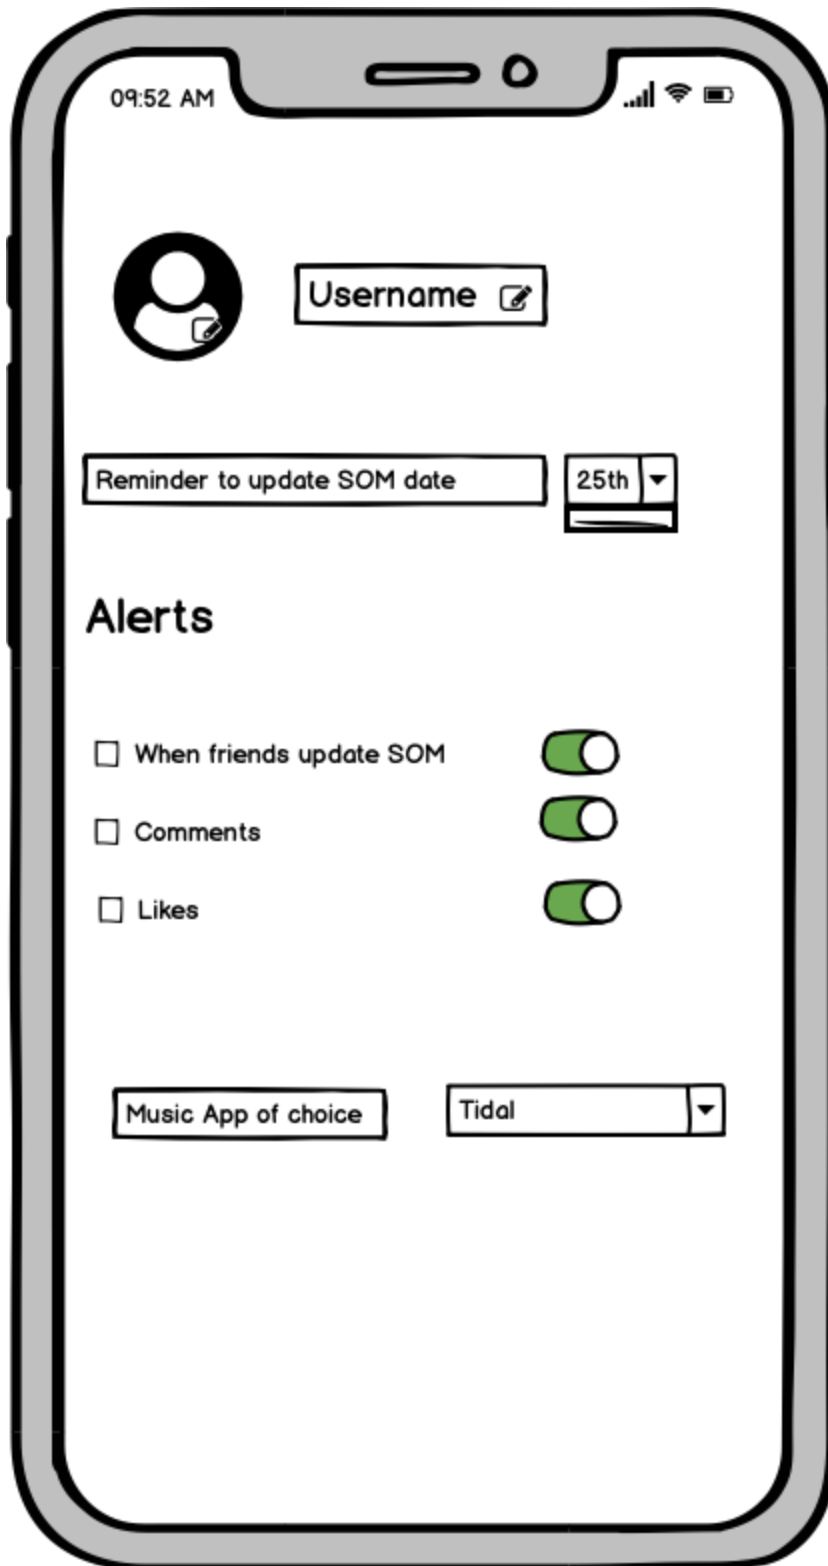 09:52 AM
Username
Reminder to update SOM date
25th
Alerts
When friends update SOM
Comments
Likes
Music App of choice
Tidal